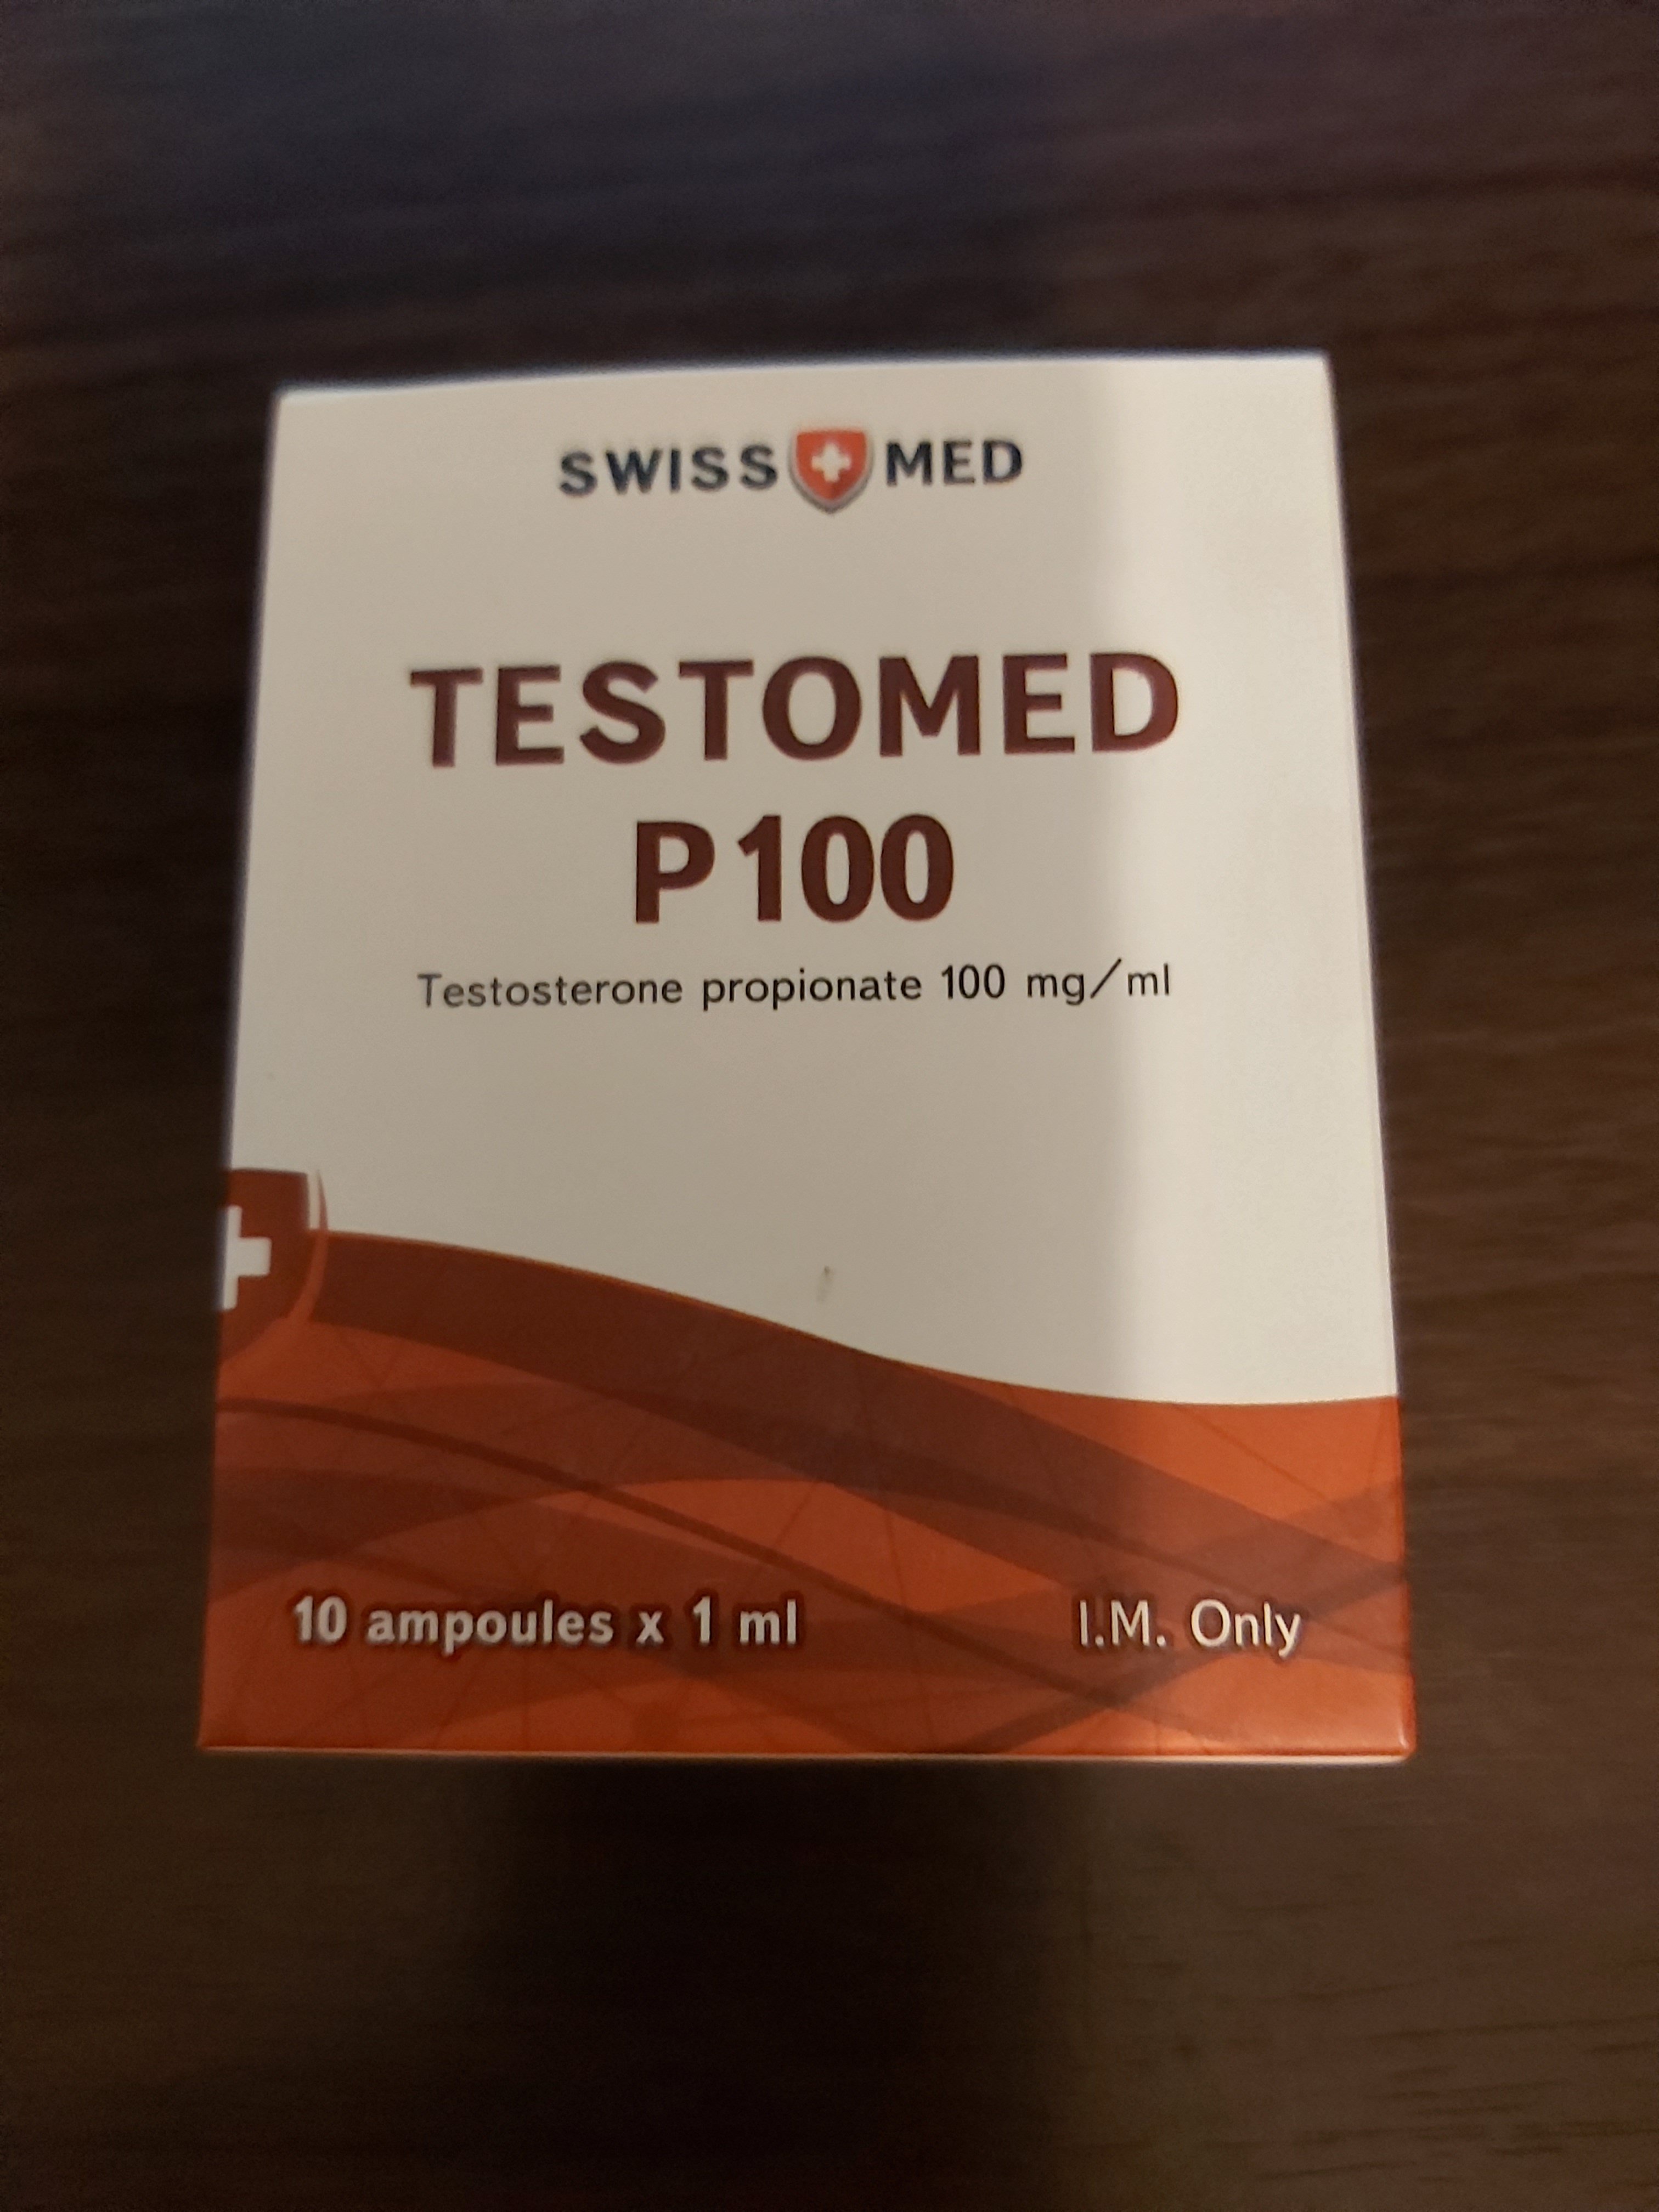 SWISS MED
TESTOMED
P100
Testosterone propionate 100 mg/ml
10 ampoules x 1 ml
I.M. Only